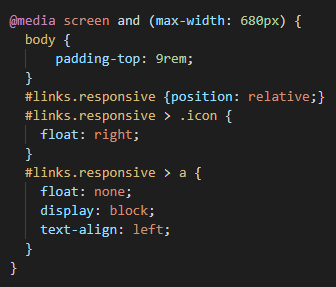 @media screen and (max-width: 680px) {
  body {
      padding-top: 9rem;
  }
  #links.responsive {position: relative;}
  #links.responsive > .icon {
    float: right;
  }
  #links.responsive > a {
    float: none;
    display: block;
    text-align: left;
  }
}